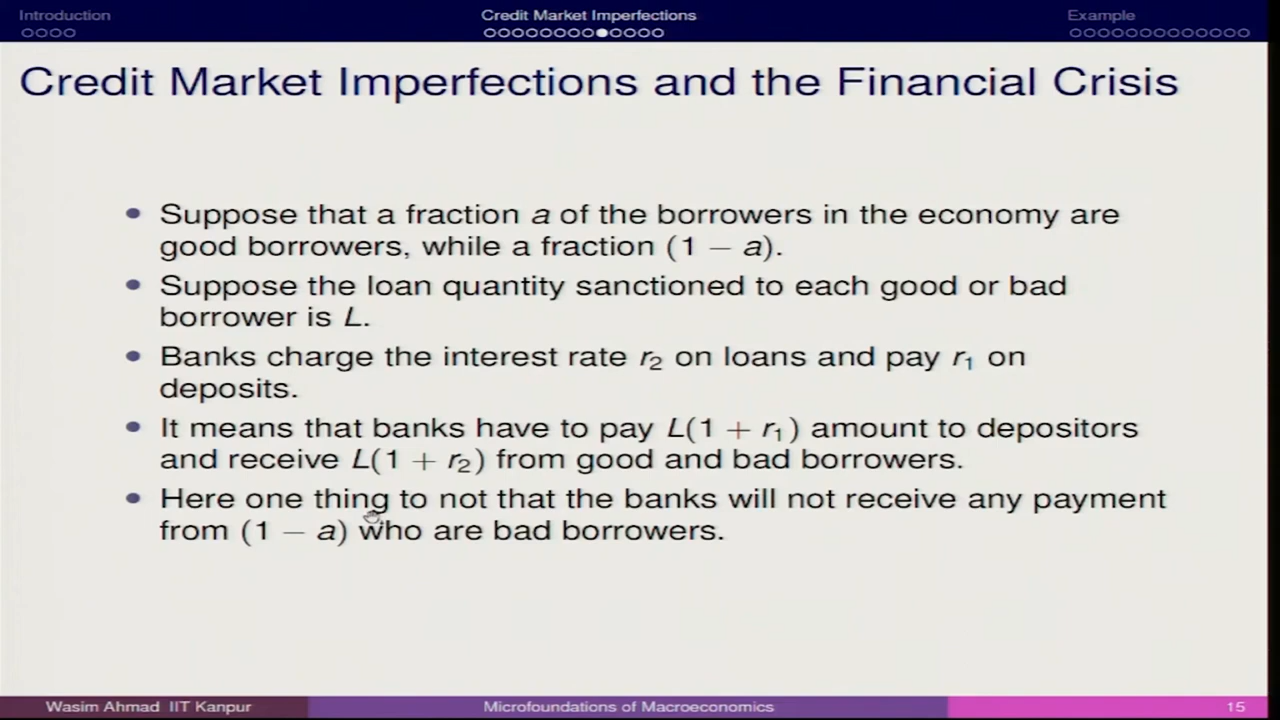 Introduction
Credit Market Imperfections
Example
Credit Market Imperfections and the Financial Crisis
Suppose that a fraction a of the borrowers in the economy are
good borrowers, while a fraction (1 − a).
Suppose the loan quantity sanctioned to each good or bad
borrower is L.
Banks charge the interest rate r₂ on loans and pay r₁ on
deposits.
It means that banks have to pay L(1 + r₁) amount to depositors
and receive L(1 + r₂) from good and bad borrowers.
Here one thing to not that the banks will not receive any payment
from (1 − a) who are bad borrowers.
Wasim Ahmad IIT Kanpur
Microfoundations of Macroeconomics
15